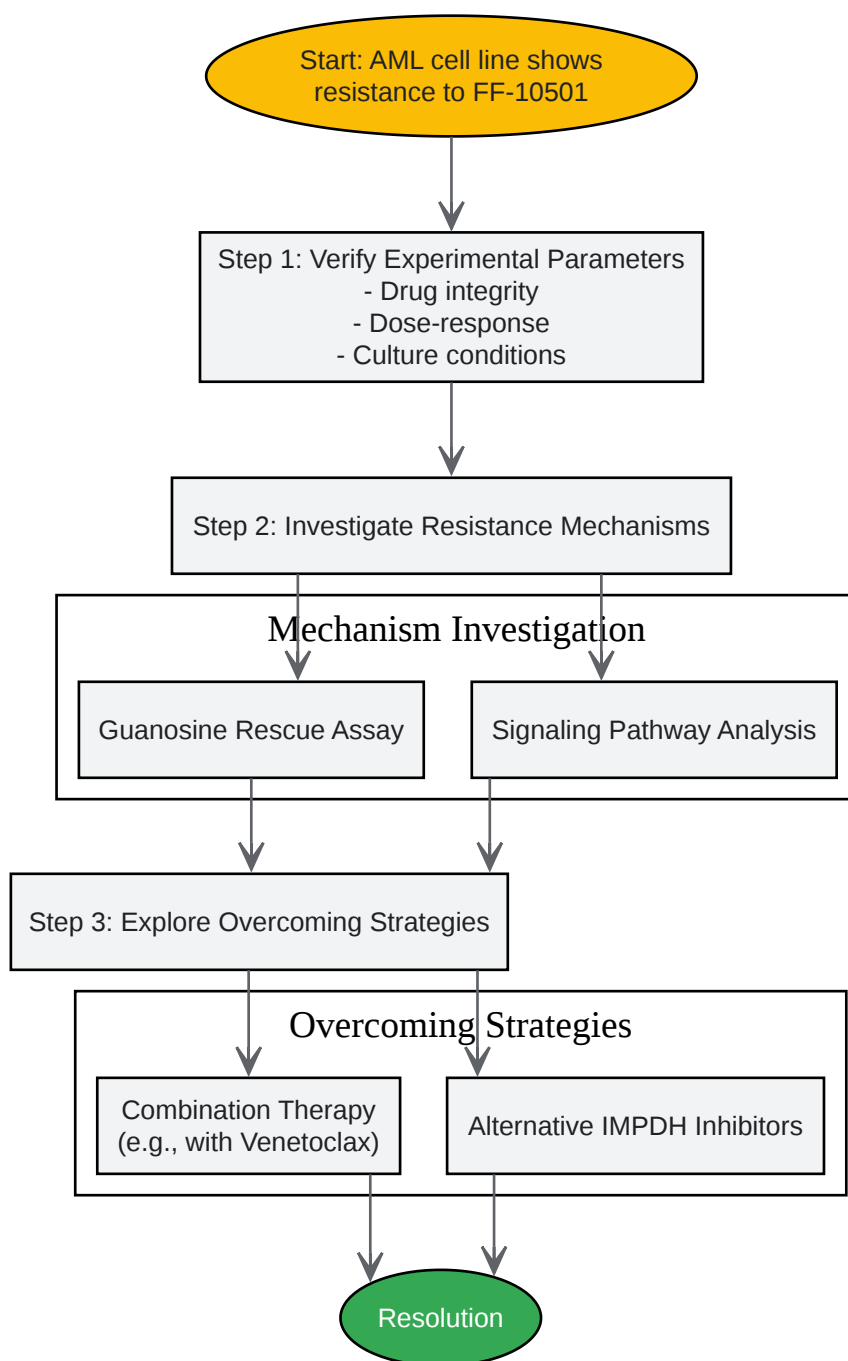 Start: AML cell line shows
resistance to FF-10501
Step 1: Verify Experimental Parameters
- Drug integrity
- Dose-response
- Culture conditions
Step 2: Investigate Resistance Mechanisms
Mechanism Investigation
Guanosine Rescue Assay
Signaling Pathway Analysis
Step 3: Explore Overcoming Strategies
Overcoming Strategies
Combination Therapy
(e.g., with Venetoclax)
Alternative IMPDH Inhibitors
Resolution